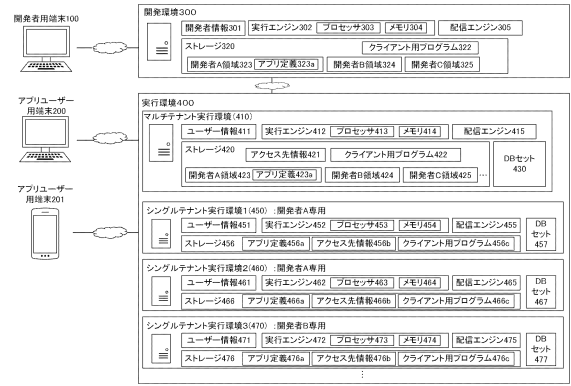 開発者用端末100
開発環境300
開発者情報301 実行エンジン302 プロセッサ303 メモリ304 配信エンジン305
ストレージ320 クライアント用プログラム322
開発者A領域323 アプリ定義323a 開発者B領域324 開発者C領域325
アプリユーザー
用端末200
実行環境400
マルチテナント実行環境(410)
ユーザー情報411 実行エンジン412 プロセッサ413 メモリ414 配信エンジン415
ストレージ420 アクセス先情報421 クライアント用プログラム422
開発者A領域423 アプリ定義423a 開発者B領域424 開発者C領域425 …
DBセット
430
アプリユーザー
用端末201
シングルテナント実行環境1(450) :開発者A専用
ユーザー情報451 実行エンジン452 プロセッサ453 メモリ454 配信エンジン455
ストレージ456 アプリ定義456a アクセス先情報456b クライアント用プログラム456c
DB
セット
457
シングルテナント実行環境2(460) :開発者A専用
ユーザー情報461 実行エンジン462 プロセッサ463 メモリ464 配信エンジン465
ストレージ466 アプリ定義466a アクセス先情報466b クライアント用プログラム466c
DB
セット
467
シングルテナント実行環境3(470) :開発者B専用
ユーザー情報471 実行エンジン472 プロセッサ473 メモリ474 配信エンジン475
ストレージ476 アプリ定義476a アクセス先情報476b クライアント用プログラム476c
DB
セット
477
⋮